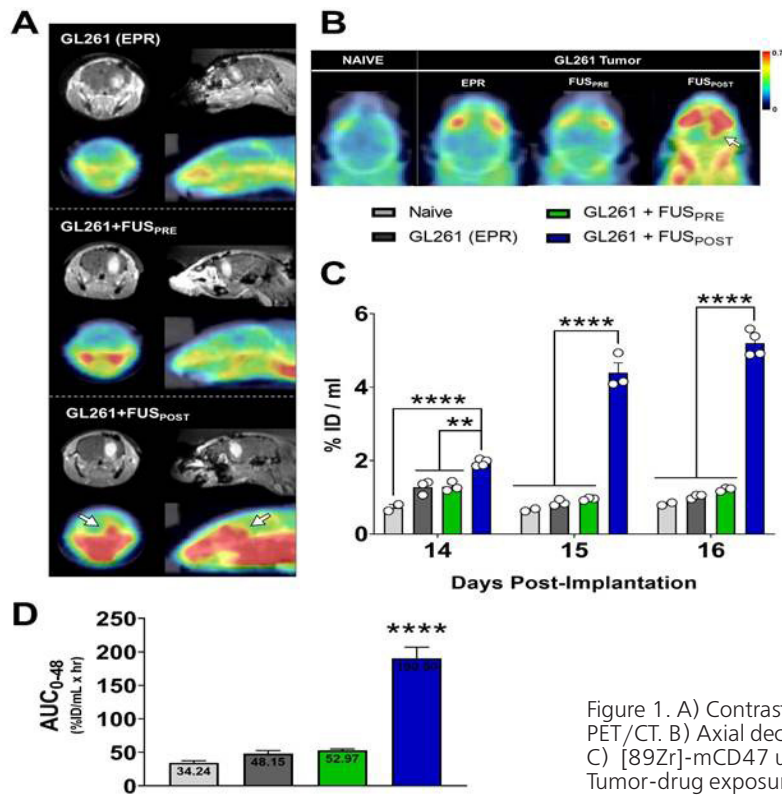 A
GL261 (EPR)
GL261+FUSPRE
GL261+FUSPOST
B
NAIVE
GL261 Tumor
EPR
FUSPRE
FUSPOST
0
Naive
GL261 + FUSPRE
GL261 (EPR)
GL261 + FUSPOST
C
% ID / ml
6
4
2
0
****
**
****
****
14
15
16
Days Post-Implantation
D
AUC0-48
(%ID/mL x hr)
250
200
150
100
50
0
****
34.24
48.15
52.97
Figure 1. A) Contras
PET/CT. B) Axial dec
C) [89Zr]-mCD47 u
Tumor-drug exposur